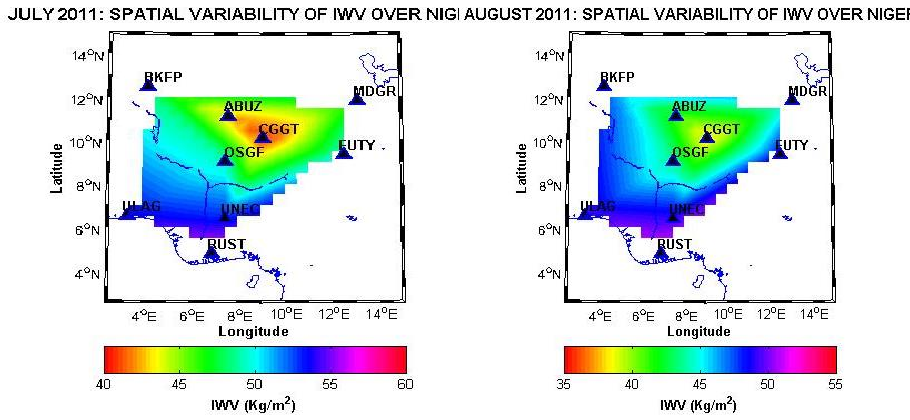 JULY 2011: SPATIAL VARIABILITY OF IWV OVER NIGI
AUGUST 2011: SPATIAL VARIABILITY OF IWV OVER NIGER
14°N
12°N
10°N
8°N
6°N
4°N
Latitude
BKFP
MDGR
ABUZ
CGGT
OSGF
FUTY
ULAG
UNEC
RUST
4°E 6°E 8°E 10°E 12°E 14°E
Longitude
40 45 50 55 60
IWV (Kg/m²)
14°N
12°N
10°N
8°N
6°N
4°N
Latitude
BKFP
MDGR
ABUZ
CGGT
OSGF
FUTY
ULAG
UNEC
RUST
4°E 6°E 8°E 10°E 12°E 14°E
Longitude
35 40 45 50 55
IWV (Kg/m²)